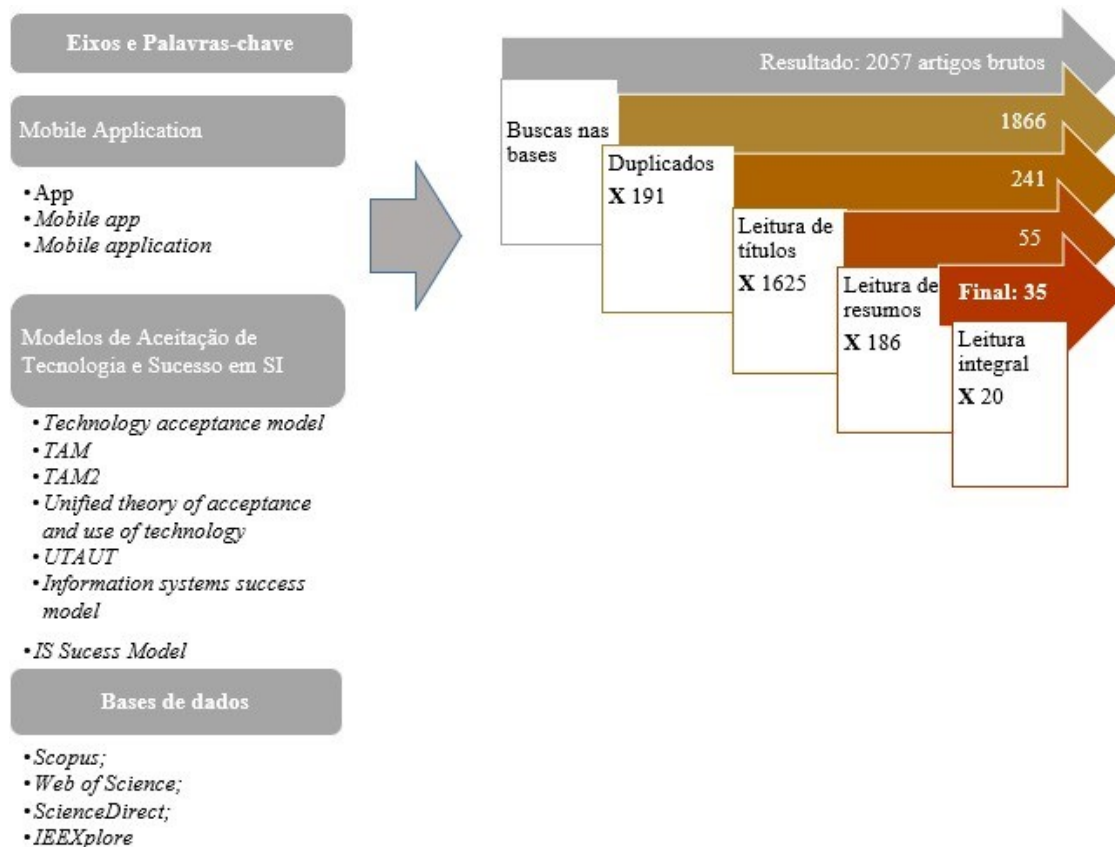 Eixos e Palavras-chave
Mobile Application
• App
• Mobile app
• Mobile application
Modelos de Aceitação de
Tecnologia e Sucesso em SI
• Technology acceptance model
• TAM
• TAM2
• Unified theory of acceptance
and use of technology
• UTAUT
• Information systems success
model
• IS Sucess Model
Bases de dados
• Scopus;
• Web of Science;
• ScienceDirect;
• IEEXplore
Resultado: 2057 artigos brutos
Buscas nas
bases
1866
Duplicados
X 191
241
Leitura de
títulos
X 1625
55
Leitura de
resumos
X 186
Final: 35
Leitura
integral
X 20